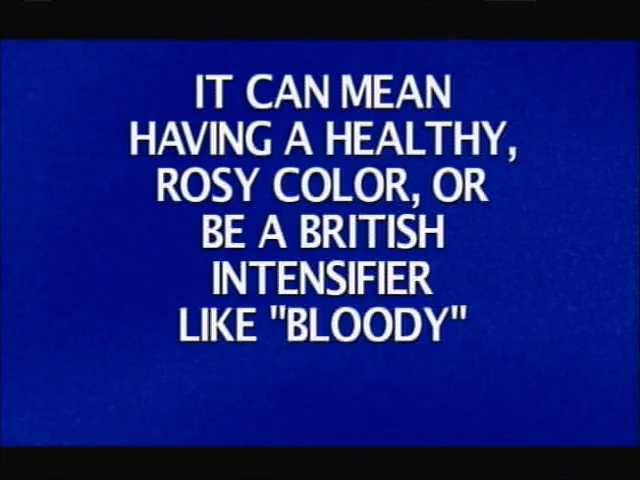 IT CAN MEAN
HAVING A HEALTHY,
ROSY COLOR, OR
BE A BRITISH
INTENSIFIER
LIKE "BLOODY"